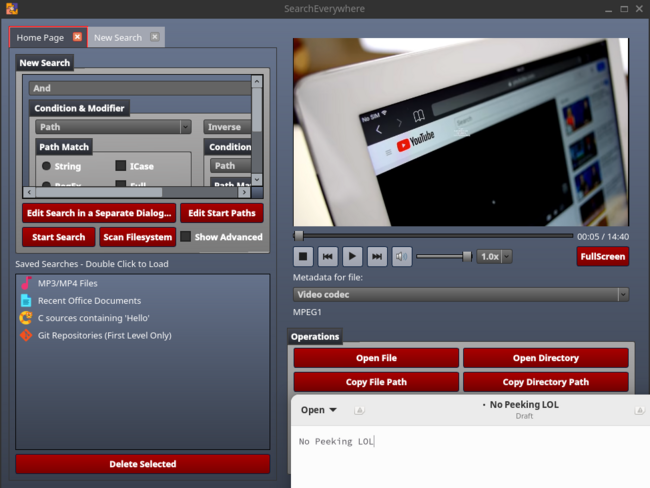 SearchEverywhere
Home Page
New Search
New Search
And
Condition & Modifier
Path
Inverse
Path Match
Condition
String
ICase
Path
Start Search
Edit Search in a Separate Dialog...
Edit Start Paths
Scan Filesystem
Show Advanced
Saved Searches - Double Click to Load
MP3/MP4 Files
Recent Office Documents
C sources containing 'Hello'
Git Repositories (First Level Only)
Delete Selected
No SIM
Search
YouTube
00:05 / 14:40
1.0x
FullScreen
Metadata for file:
Video codec
MPEG1
Operations
Open File
Open Directory
Copy File Path
Copy Directory Path
Open
• No Peeking LOL
Draft
No Peeking LOL